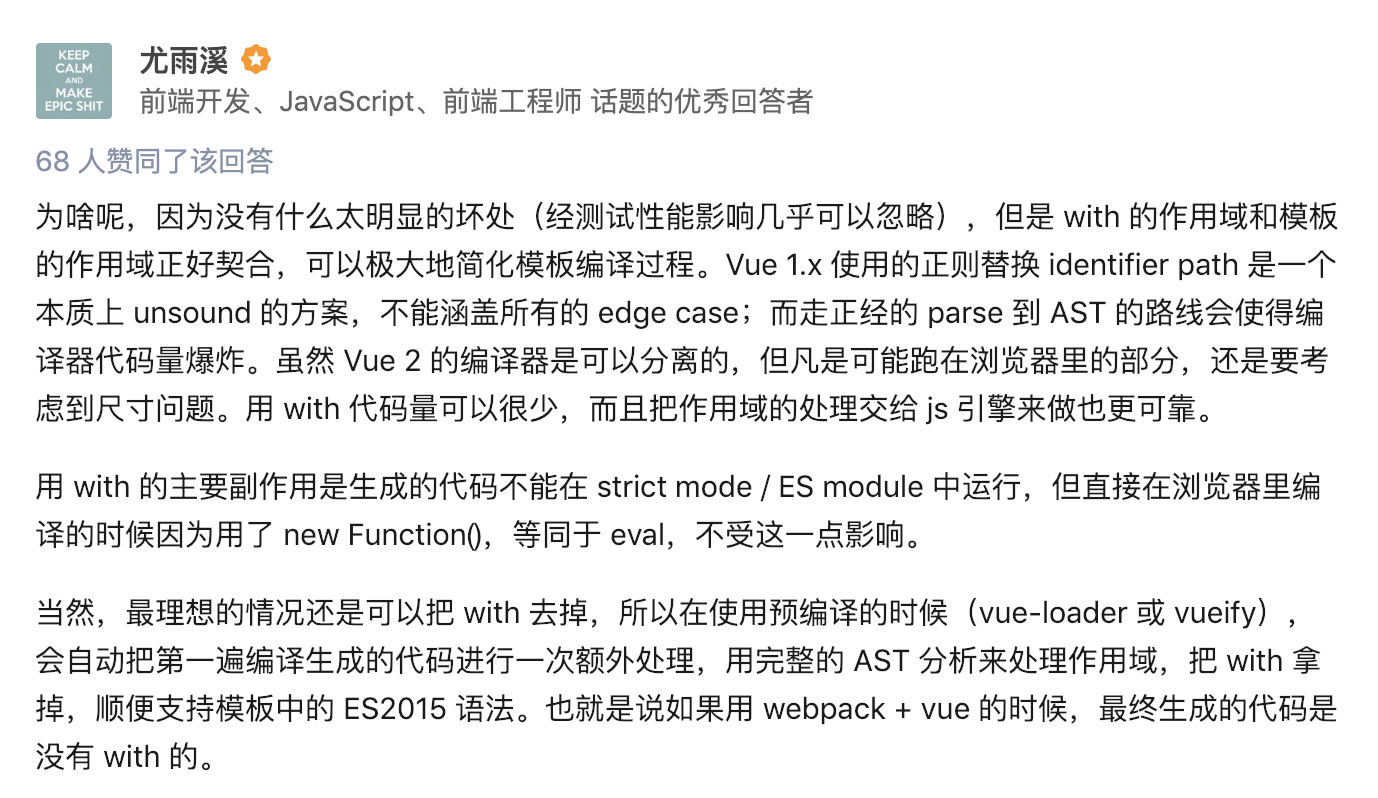 KEEP
CALM
AND
MAKE
EPIC SHIT
尤雨溪
前端开发、JavaScript、前端工程师 话题的优秀回答者
68 人赞同了该回答
为啥呢，因为没有什么太明显的坏处（经测试性能影响几乎可以忽略），但是 with 的作用域和模板
的作用域正好契合，可以极大地简化模板编译过程。Vue 1.x 使用的正则替换 identifier path 是一个
本质上 unsound 的方案，不能涵盖所有的 edge case；而走正经的 parse 到 AST 的路线会使得编
译器代码量爆炸。虽然 Vue 2 的编译器是可以分离的，但凡是可能跑在浏览器里的部分，还是要考
虑到尺寸问题。用 with 代码量可以很少，而且把作用域的处理交给 js 引擎来做也更可靠。
用 with 的主要副作用是生成的代码不能在 strict mode / ES module 中运行，但直接在浏览器里编
译的时候因为用了 new Function()，等同于 eval，不受这一点影响。
当然，最理想的情况还是可以把 with 去掉，所以在使用预编译的时候（vue-loader 或 vueify），
会自动把第一遍编译生成的代码进行一次额外处理，用完整的 AST 分析来处理作用域，把 with 拿
掉，顺便支持模板中的 ES2015 语法。也就是说如果用 webpack + vue 的时候，最终生成的代码是
没有 with 的。